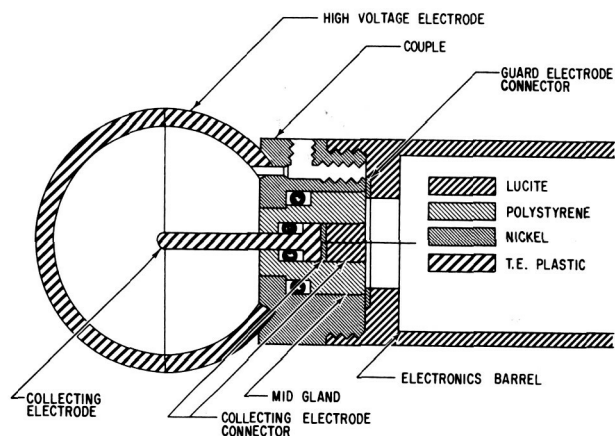 HIGH VOLTAGE ELECTRODE
COUPLE
GUARD ELECTRODE
CONNECTOR
LUCITE
POLYSTYRENE
NICKEL
T.E. PLASTIC
COLLECTING
ELECTRODE
MID GLAND
COLLECTING ELECTRODE
CONNECTOR
ELECTRONICS BARREL